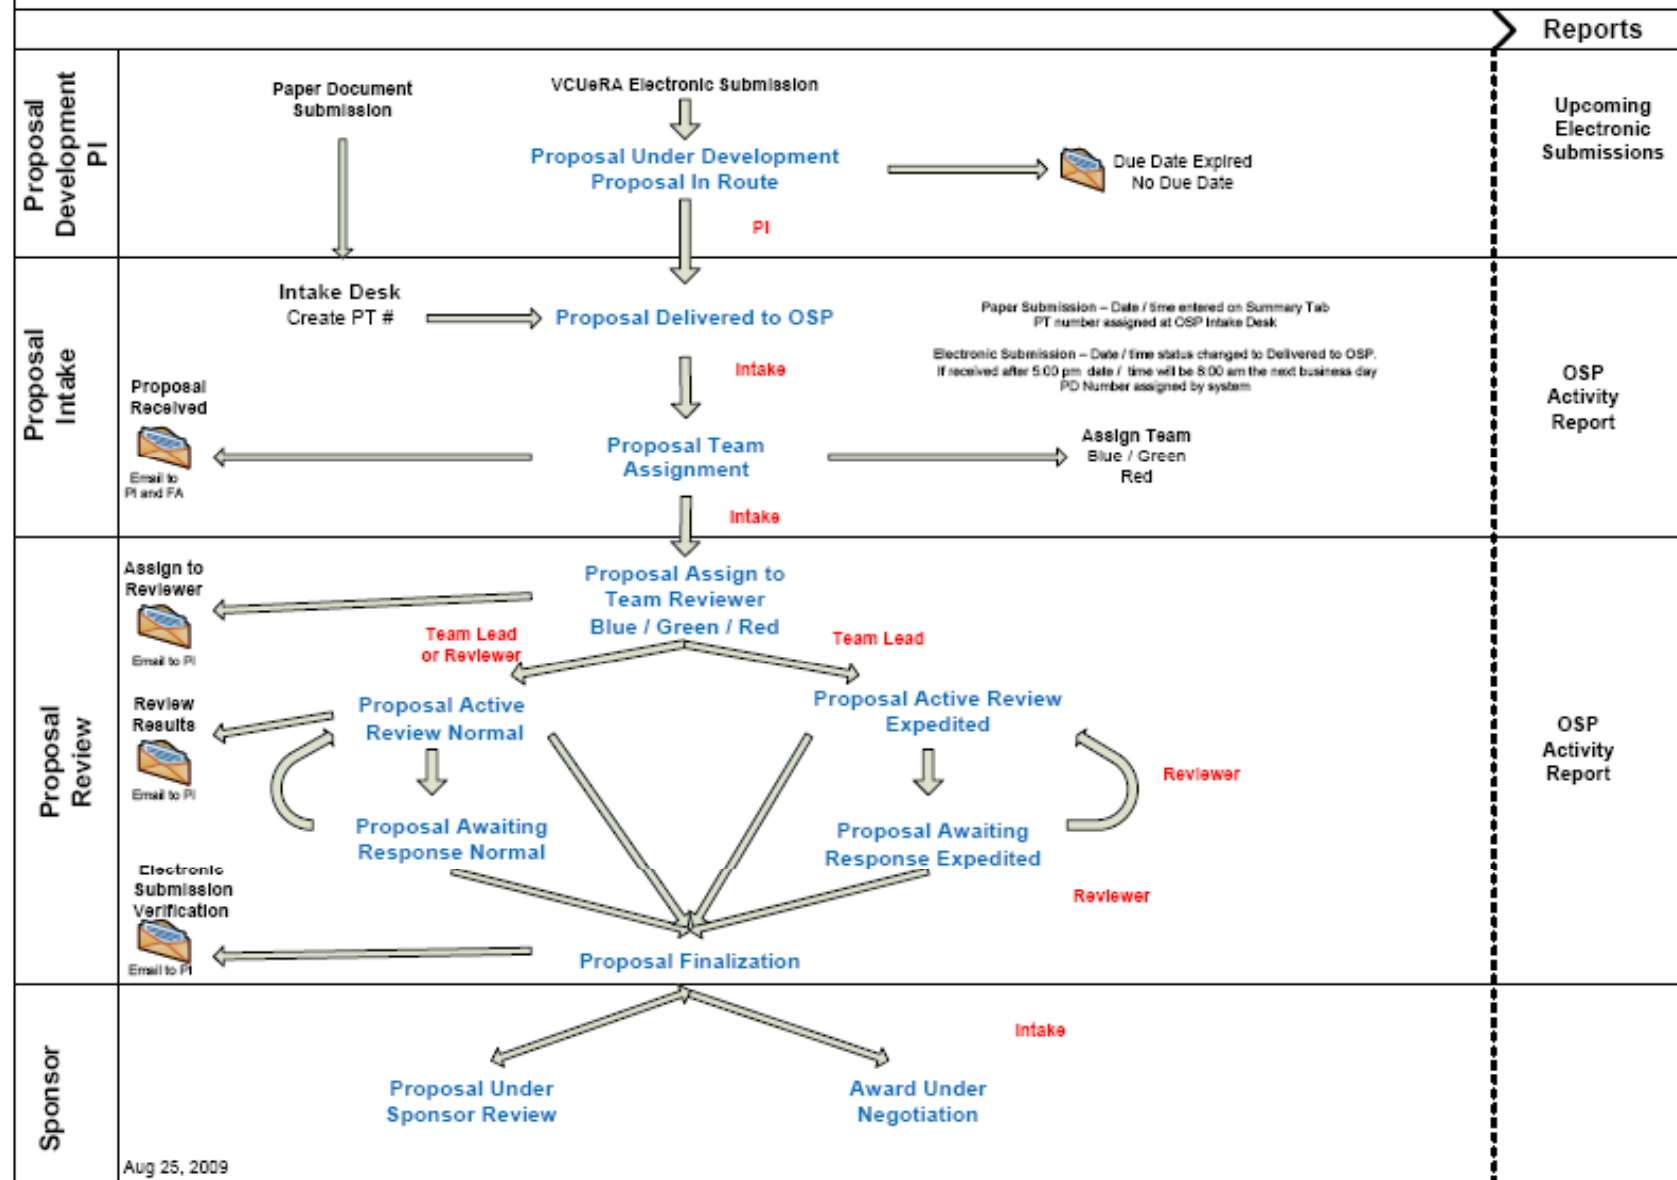 Reports
Proposal
Development
PI
Paper Document
Submission
VCUeRA Electronic Submission
Proposal Under Development
Proposal In Route
Due Date Expired
No Due Date
PI
Upcoming
Electronic
Submissions
Proposal
Intake
Intake Desk
Create PT #
Proposal Delivered to OSP
Paper Submission – Date / time entered on Summary Tab
PT number assigned at OSP Intake Desk
Electronic Submission – Date / time status changed to Delivered to OSP.
If received after 5:00 pm date / time will be 8:00 am the next business day
PD Number assigned by system
Intake
Proposal
Received
Email to
PI and FA
Proposal Team
Assignment
Assign Team
Blue / Green
Red
Intake
OSP
Activity
Report
Proposal
Review
Assign to
Reviewer
Email to PI
Proposal Assign to
Team Reviewer
Blue / Green / Red
Team Lead
or Reviewer
Team Lead
Review
Results
Email to PI
Proposal Active
Review Normal
Proposal Active Review
Expedited
Reviewer
Proposal Awaiting
Response Normal
Proposal Awaiting
Response Expedited
Reviewer
Electronic
Submission
Verification
Email to PI
Proposal Finalization
OSP
Activity
Report
Sponsor
Intake
Proposal Under
Sponsor Review
Award Under
Negotiation
Aug 25, 2009